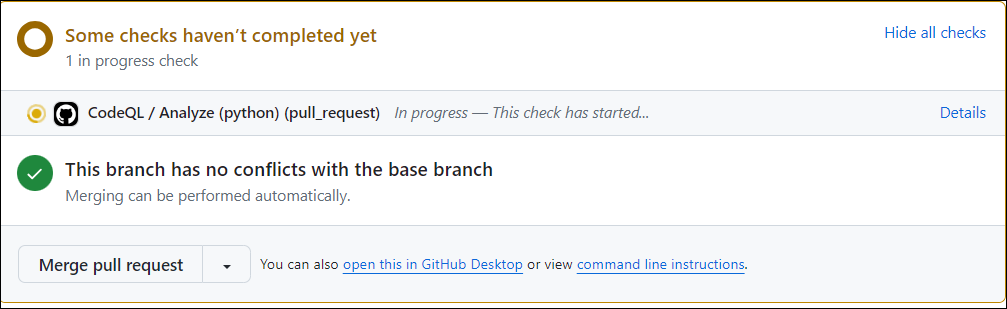 Some checks haven’t completed yet
Hide all checks
1 in progress check
CodeQL / Analyze (python) (pull_request) In progress — This check has started...
Details
This branch has no conflicts with the base branch
Merging can be performed automatically.
Merge pull request
You can also open this in GitHub Desktop or view command line instructions.